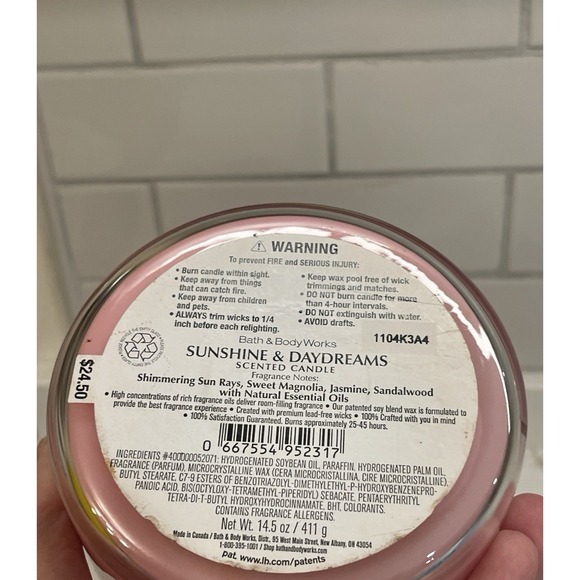 ⚠ WARNING
To prevent FIRE and SERIOUS INJURY:
• Burn candle within sight.
• Keep away from things
that can catch fire.
• Keep away from children
and pets.
• ALWAYS trim wicks to 1/4
inch before each relighting.
• Keep wax pool free of wick
trimmings and matches.
• DO NOT burn candle for more
than 4-hour intervals.
• DO NOT extinguish with water.
• AVOID drafts.
1104K3A4
Bath & Body Works
SUNSHINE & DAYDREAMS
SCENTED CANDLE
Fragrance Notes:
Shimmering Sun Rays, Sweet Magnolia, Jasmine, Sandalwood
with Natural Essential Oils
• High concentrations of rich fragrance oils deliver room-filling fragrance • Our patented soy blend wax is formulated to
provide the best fragrance experience • Created with premium lead-free wicks • 100% Crafted with you in mind
• 100% Satisfaction Guaranteed. Burns approximately 25-45 hours.
$24.50
0 667554 952317
INGREDIENTS #400000052071: HYDROGENATED SOYBEAN OIL, PARAFFIN, HYDROGENATED PALM OIL,
FRAGRANCE (PARFUM), MICROCRYSTALLINE WAX (CERA MICROCRISTALLINA, CIRE MICROCRISTALLINE),
BUTYL STEARATE, C7-9 ESTERS OF BENZOTRIAZOLYL-DIMETHYLETHYL-P-HYDROXYBENZENEPRO-
PANOIC ACID, BIS(OCTYLOXY-TETRAMETHYL-PIPERIDYL) SEBACATE, PENTAERYTHRITYL
TETRA-DI-T-BUTYL HYDROXYHYDROCINNAMATE, BHT, COLORANTS.
CONTAINS FRAGRANCE ALLERGENS.
Net Wt. 14.5 oz / 411 g
Made in Canada / Bath & Body Works, Distr., 95 West Main Street, New Albany, OH 43054
1-800-395-1001 / Shop bathandbodyworks.com
Pat. www.lb.com/patents